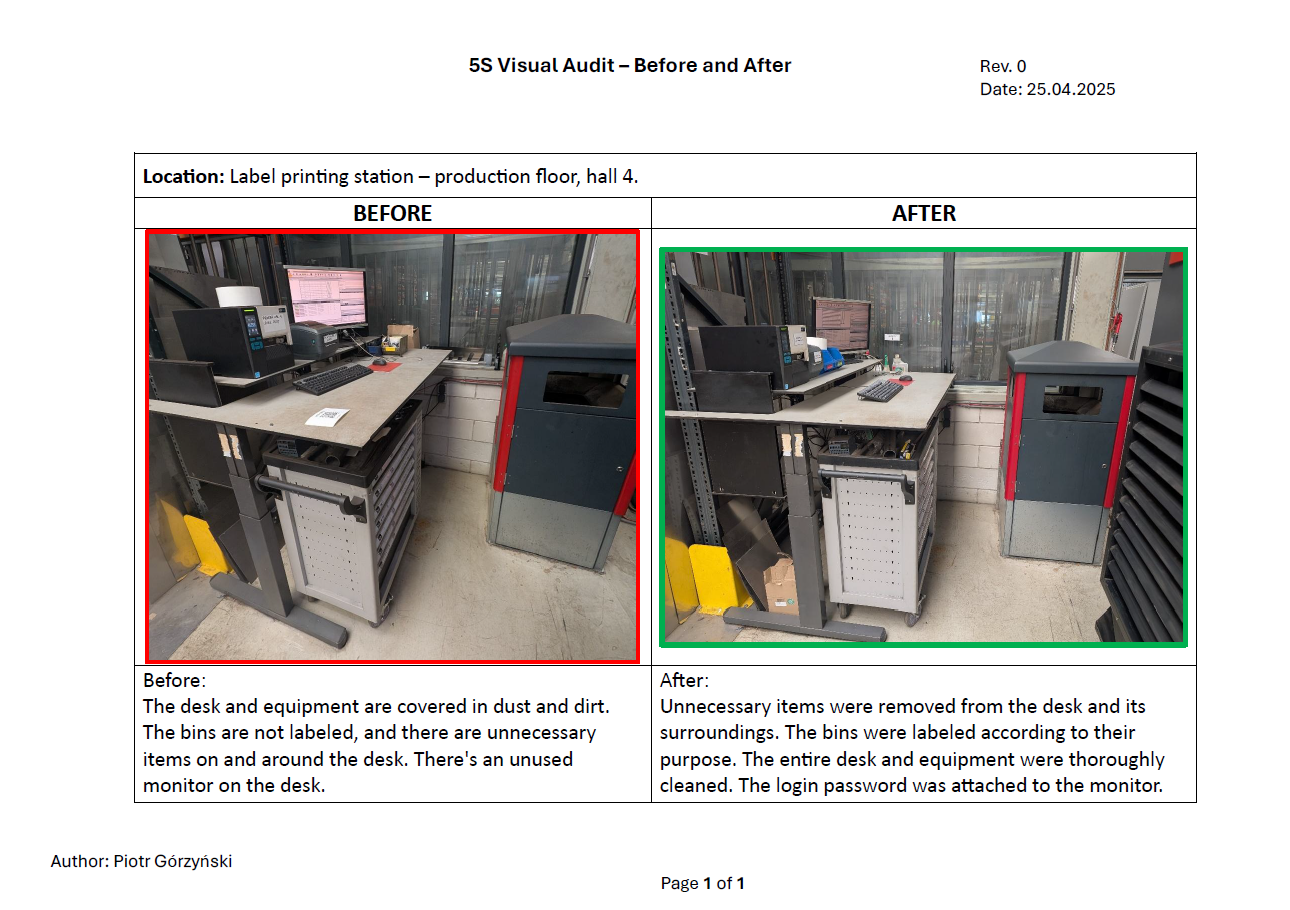 5S Visual Audit – Before and After
Rev. 0
Date: 25.04.2025
Location: Label printing station – production floor, hall 4.
BEFORE
AFTER
Before:
The desk and equipment are covered in dust and dirt.
The bins are not labeled, and there are unnecessary
items on and around the desk. There's an unused
monitor on the desk.
After:
Unnecessary items were removed from the desk and its
surroundings. The bins were labeled according to their
purpose. The entire desk and equipment were thoroughly
cleaned. The login password was attached to the monitor.
Author: Piotr Górzyński
Page 1 of 1